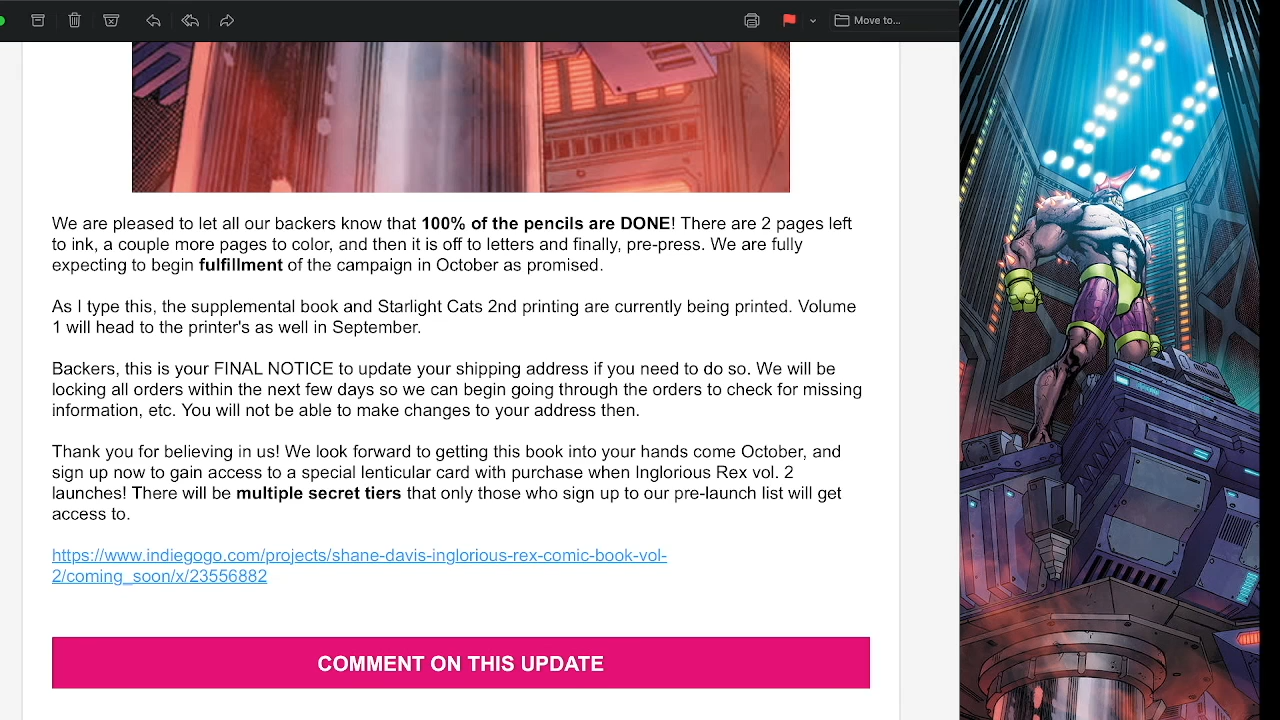 Move to...
We are pleased to let all our backers know that 100% of the pencils are DONE! There are 2 pages left
to ink, a couple more pages to color, and then it is off to letters and finally, pre-press. We are fully
expecting to begin fulfillment of the campaign in October as promised.
As I type this, the supplemental book and Starlight Cats 2nd printing are currently being printed. Volume
1 will head to the printer's as well in September.
Backers, this is your FINAL NOTICE to update your shipping address if you need to do so. We will be
locking all orders within the next few days so we can begin going through the orders to check for missing
information, etc. You will not be able to make changes to your address then.
Thank you for believing in us! We look forward to getting this book into your hands come October, and
sign up now to gain access to a special lenticular card with purchase when Inglorious Rex vol. 2
launches! There will be multiple secret tiers that only those who sign up to our pre-launch list will get
access to.
https://www.indiegogo.com/projects/shane-davis-inglorious-rex-comic-book-vol-
2/coming_soon/x/23556882
COMMENT ON THIS UPDATE